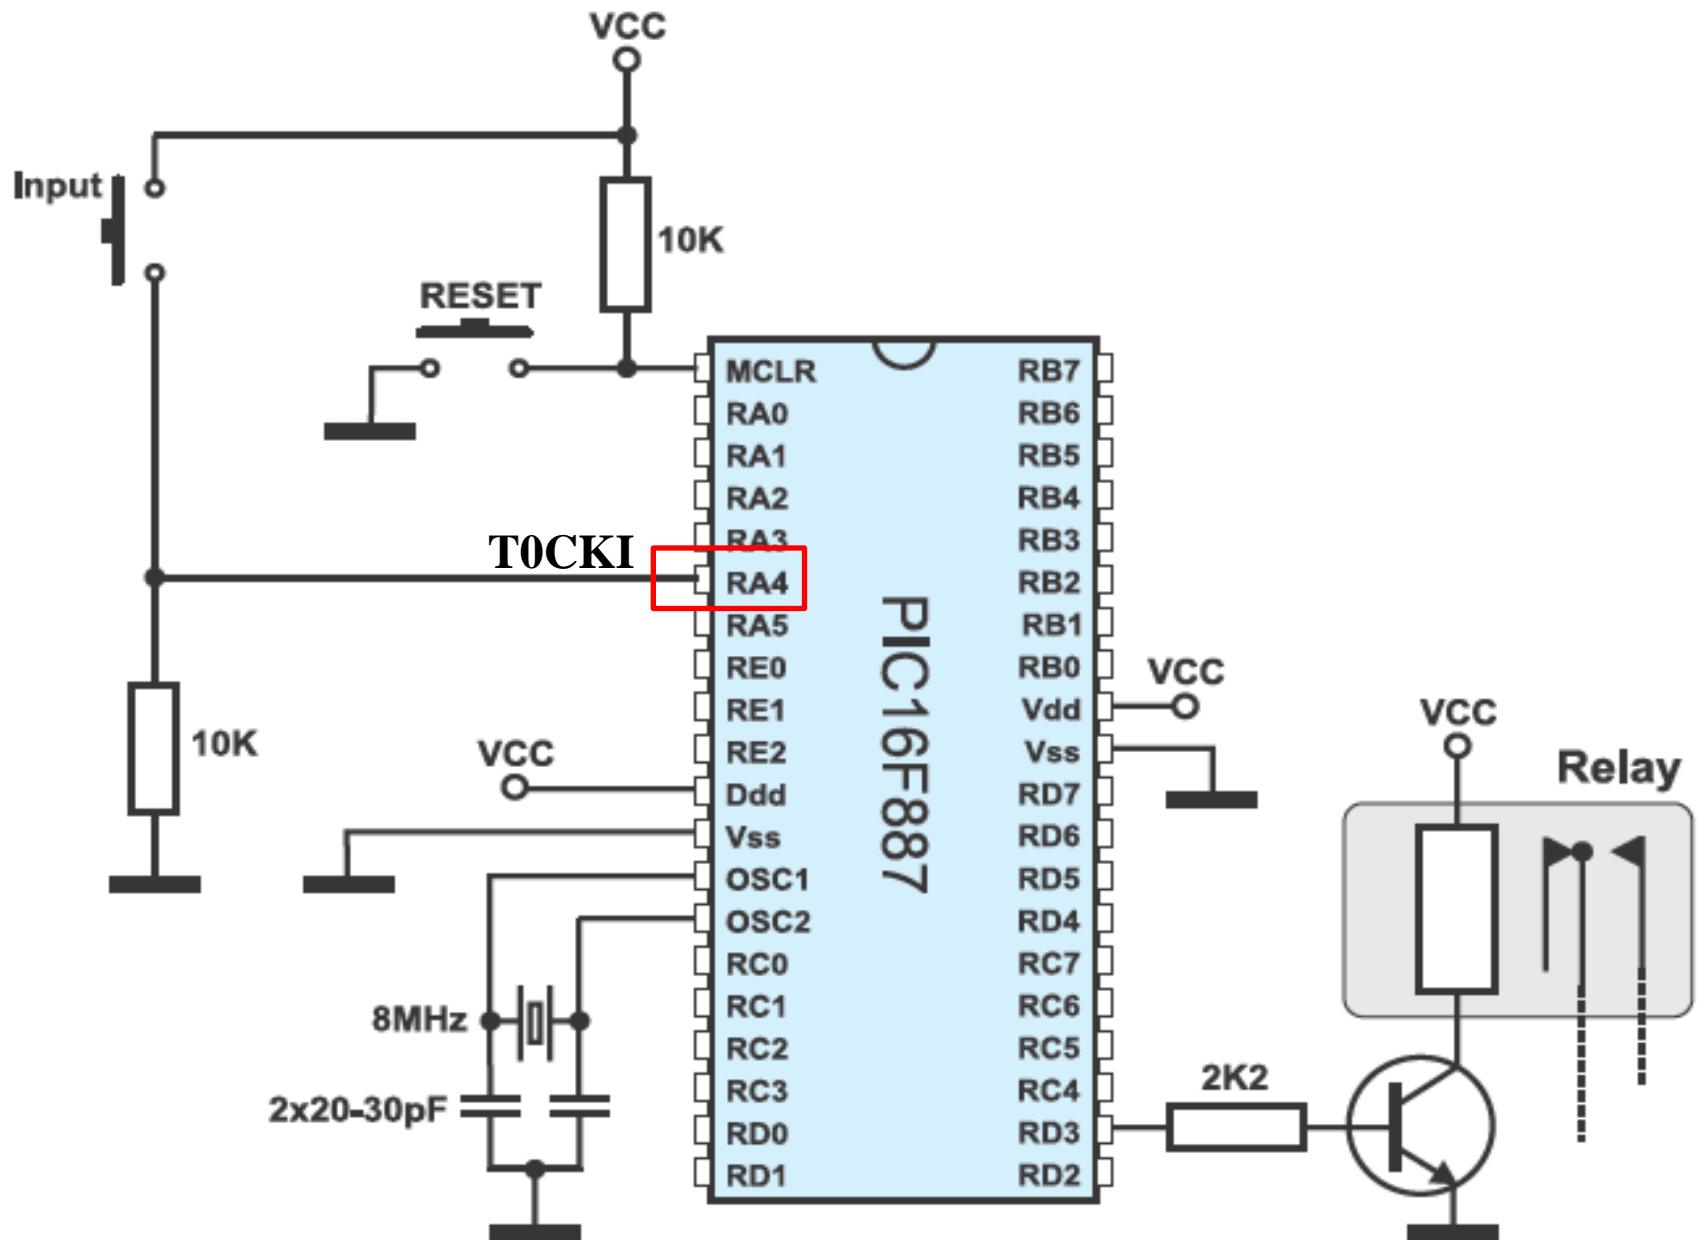 VCC
Input
10K
RESET
MCLR
RA0
RA1
RA2
RA3
T0CKI
RA4
RA5
RE0
RE1
RE2
VCC
Ddd
Vss
OSC1
OSC2
RC0
RC1
RC2
RC3
RD0
RD1
10K
8MHz
2x20-30pF
PIC16F887
RB7
RB6
RB5
RB4
RB3
RB2
RB1
RB0
Vdd
Vss
RD7
RD6
RD5
RD4
RC7
RC6
RC5
RC4
RD3
RD2
VCC
VCC
Relay
2K2